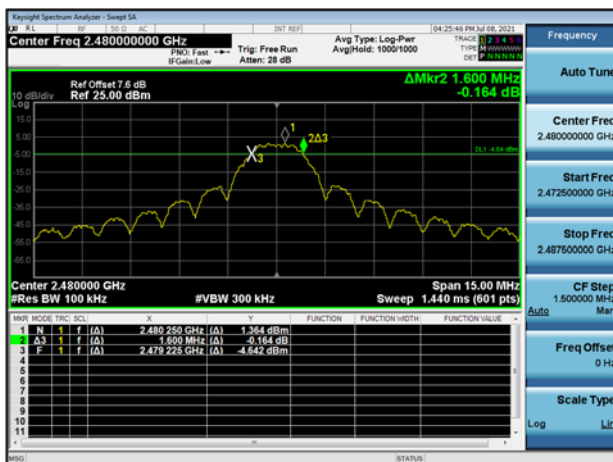 Keysight Spectrum Analyzer - Swept SA
RL RF 50 Ω AC INT REF 04:25:46 PM Jul 08, 2021
Center Freq 2.480000000 GHz
PNO: Fast
IFGain:Low
Trig: Free Run
Atten: 28 dB
Avg Type: Log-Pwr
Avg|Hold: 1000/1000
TRACE 1 2 3 4 5 6
TYPE M W W W W W
DET P N N N N N
Ref Offset 7.6 dB
Ref 25.00 dBm
10 dB/div
Log
ΔMkr2 1.600 MHz
-0.164 dB
15.0
5.00
-5.00
-15.0
-25.0
-35.0
-45.0
-55.0
-65.0
1
2Δ3
3
DL1 -4.64 dBm
Center 2.480000 GHz
#Res BW 100 kHz
#VBW 300 kHz
Span 15.00 MHz
Sweep 1.440 ms (601 pts)
MKR MODE TRC SCL X Y FUNCTION FUNCTION WIDTH FUNCTION VALUE
1 N 1 f (Δ) 2.480 250 GHz (Δ) 1.364 dBm
2 Δ3 1 f (Δ) 1.600 MHz (Δ) -0.164 dB
3 F 1 f (Δ) 2.479 225 GHz (Δ) -4.642 dBm
4
5
6
7
8
9
10
11
MSG STATUS
Frequency
Auto Tune
Center Freq
2.480000000 GHz
Start Freq
2.472500000 GHz
Stop Freq
2.487500000 GHz
CF Step
1.500000 MHz
Auto Man
Freq Offset
0 Hz
Scale Type
Log Lin